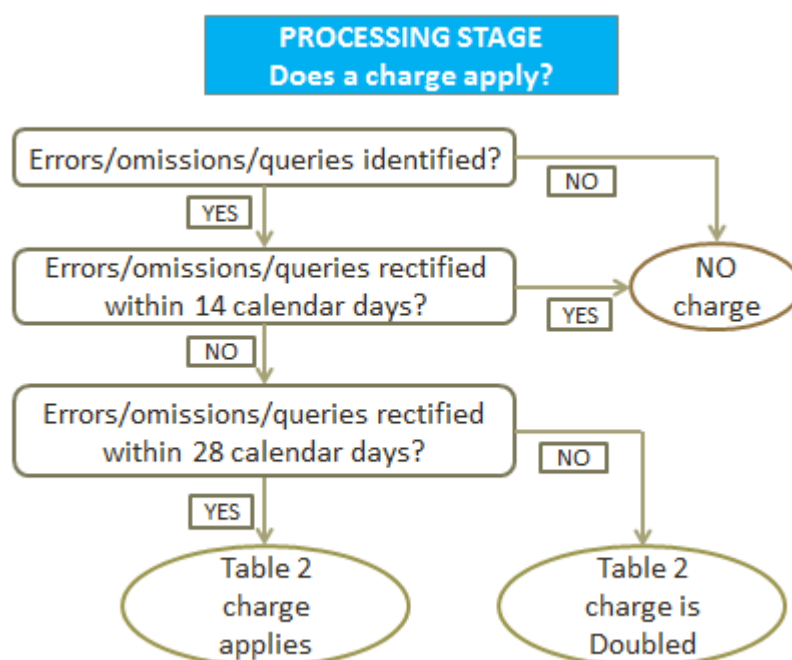 PROCESSING STAGE
Does a charge apply?
Errors/omissions/queries identified?
NO
YES
Errors/omissions/queries rectified
within 14 calendar days?
NO
charge
YES
NO
Errors/omissions/queries rectified
within 28 calendar days?
NO
YES
Table 2
charge
applies
Table 2
charge is
Doubled